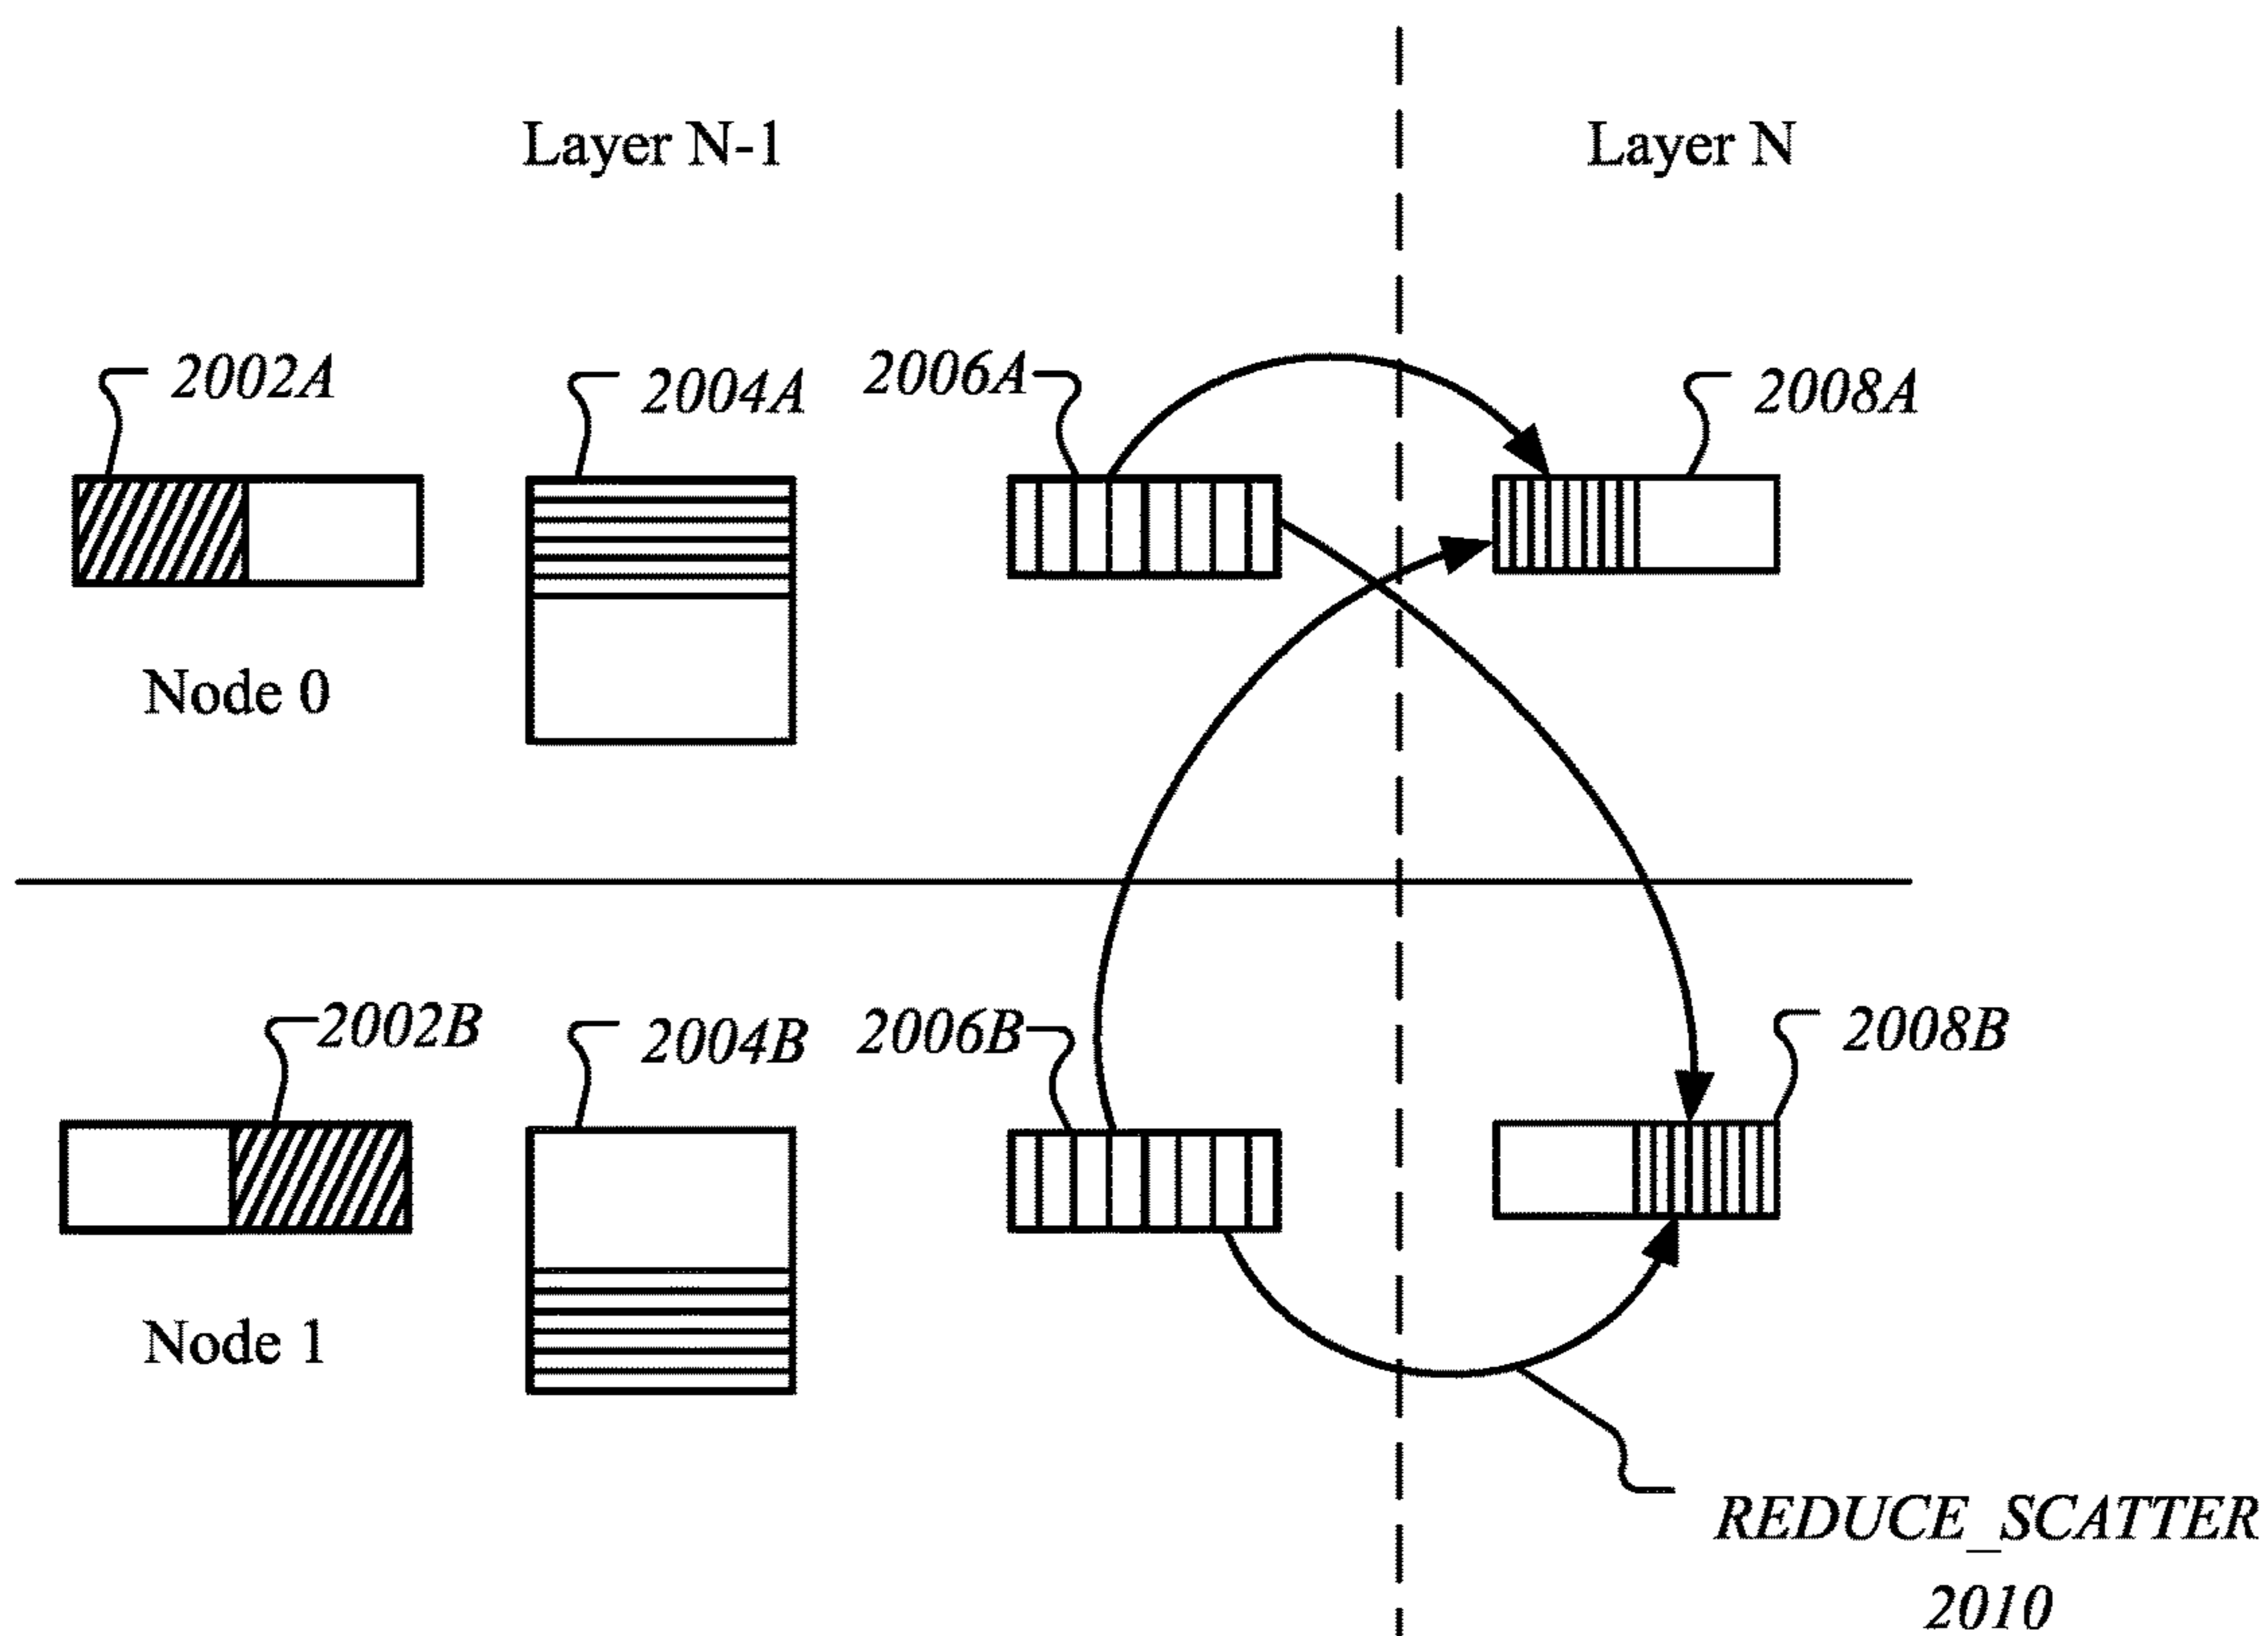 Layer N-1
Layer N
2002A
2004A
2006A
2008A
Node 0
2002B
2004B
2006B
2008B
Node 1
REDUCE_SCATTER
2010